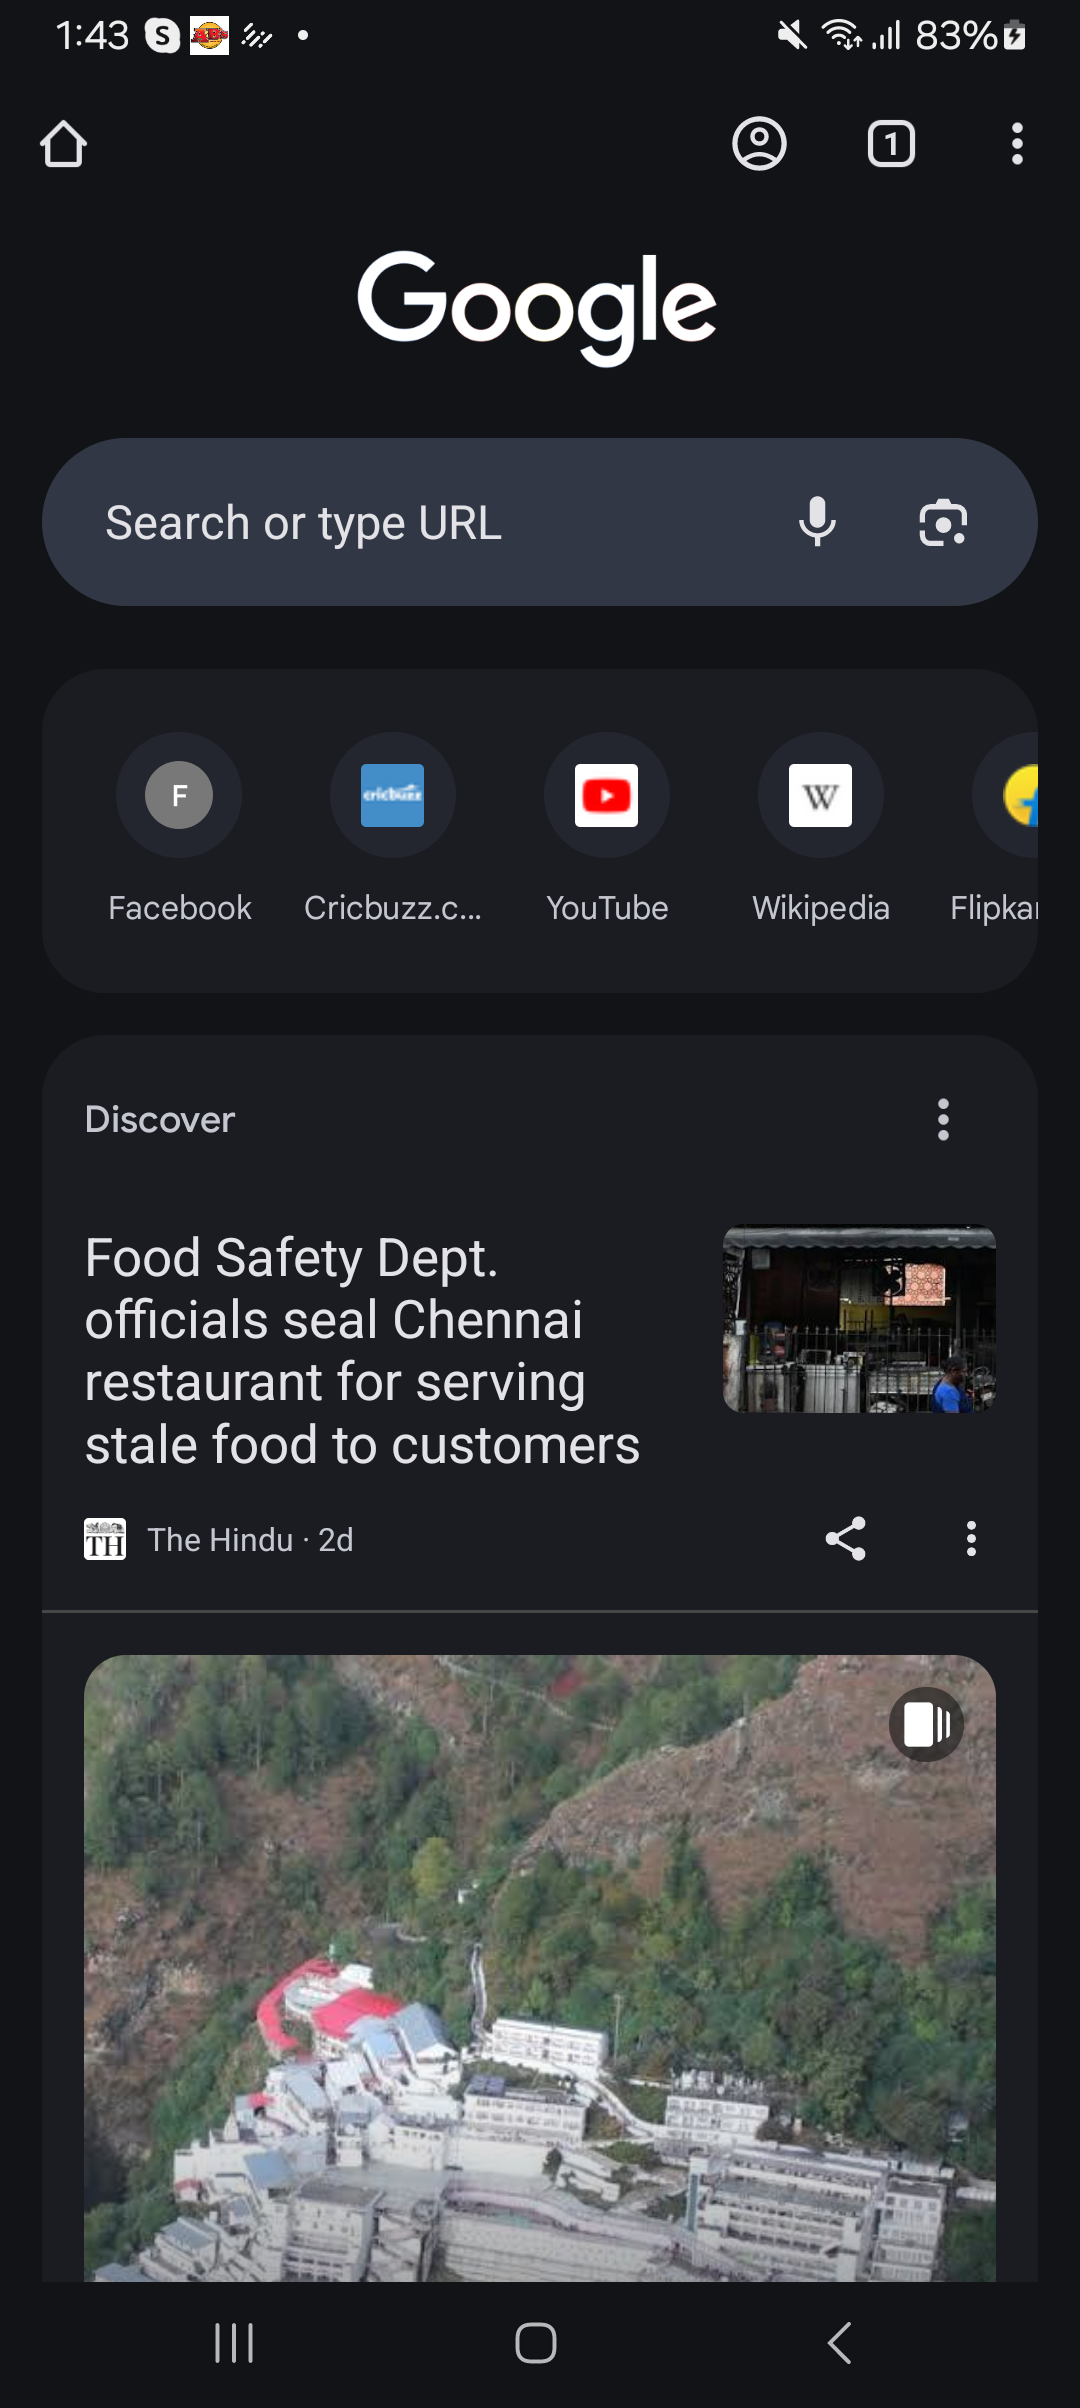 1:43
83%
1
Google
Search or type URL
F
cricbuzz
W
Facebook
Cricbuzz.c...
YouTube
Wikipedia
Flipkar
Discover
Food Safety Dept.
officials seal Chennai
restaurant for serving
stale food to customers
TH
The Hindu · 2d